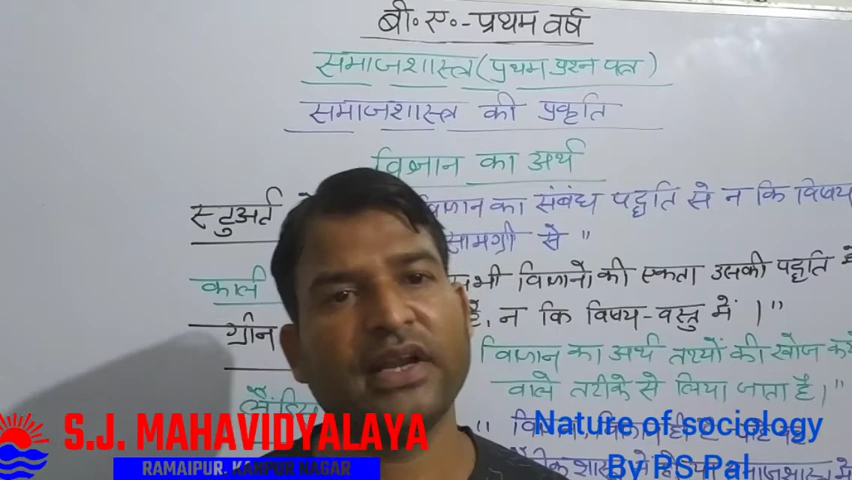 बी॰ ए॰-प्रथम वर्ष
समाजशास्त्र (प्रथम प्रश्न पत्र)
समाजशास्त्र की प्रकृति
विज्ञान का अर्थ
स्टुअर्ट विज्ञान का संबंध पद्धति से न कि विषय
सामग्री से "
कार्ल सभी विज्ञानो की एकता उसकी पद्धति में
है, न कि विषय-वस्तु में ।"
ग्रीन विज्ञान का अर्थ तथ्यों की खोज करने
वाले तरीके से लिया जाता है।"
S.J. MAHAVIDYALAYA
RAMAIPUR, KANPUR NAGAR
Nature of sociology
By PS Pal